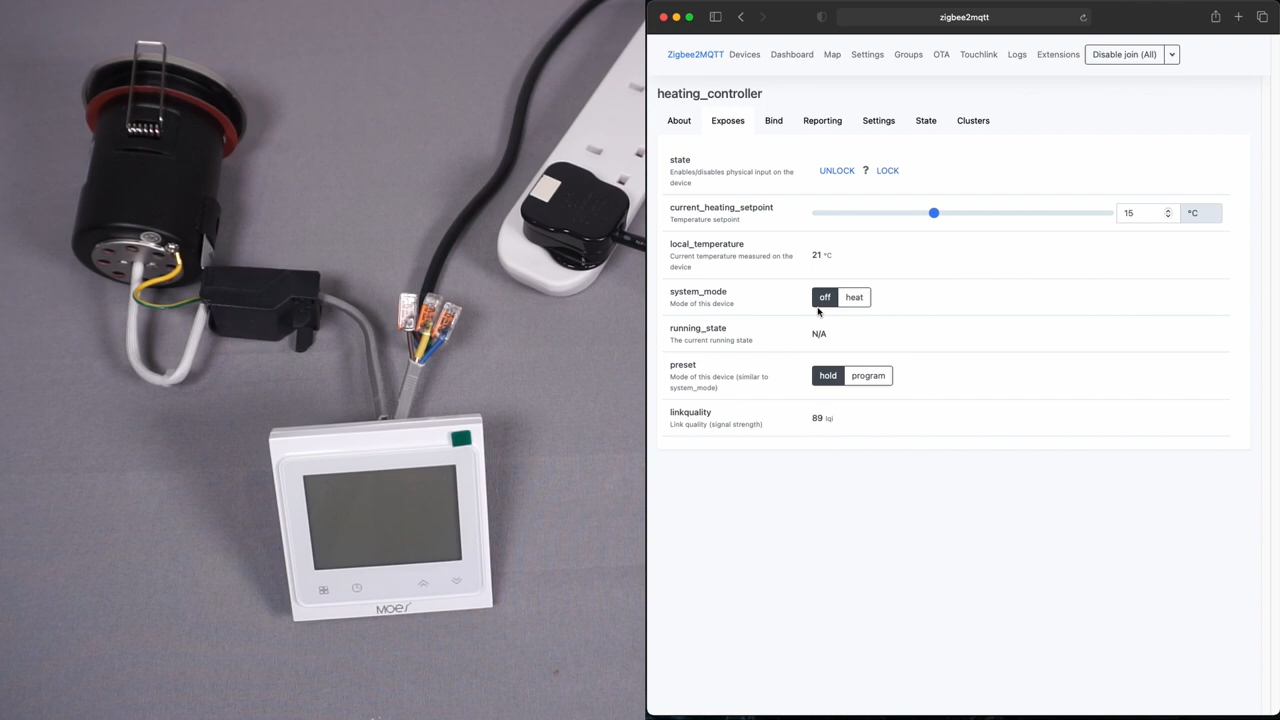 MOES
zigbee2mqtt
Zigbee2MQTT Devices Dashboard Map Settings Groups OTA Touchlink Logs Extensions Disable join (All)
heating_controller
About Exposes Bind Reporting Settings State Clusters
state
Enables/disables physical input on the
device
UNLOCK ? LOCK
current_heating_setpoint
Temperature setpoint
15 °C
local_temperature
Current temperature measured on the
device
21 °C
system_mode
Mode of this device
off heat
running_state
The current running state
N/A
preset
Mode of this device (similar to
system_mode)
hold program
linkquality
Link quality (signal strength)
89 lqi